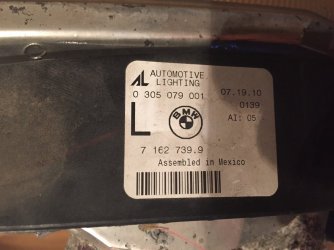 AL AUTOMOTIVE
LIGHTING
0 305 079 001
07.19.10
0139
AI: 05
L
BMW
7 162 739.9
Assembled in Mexico